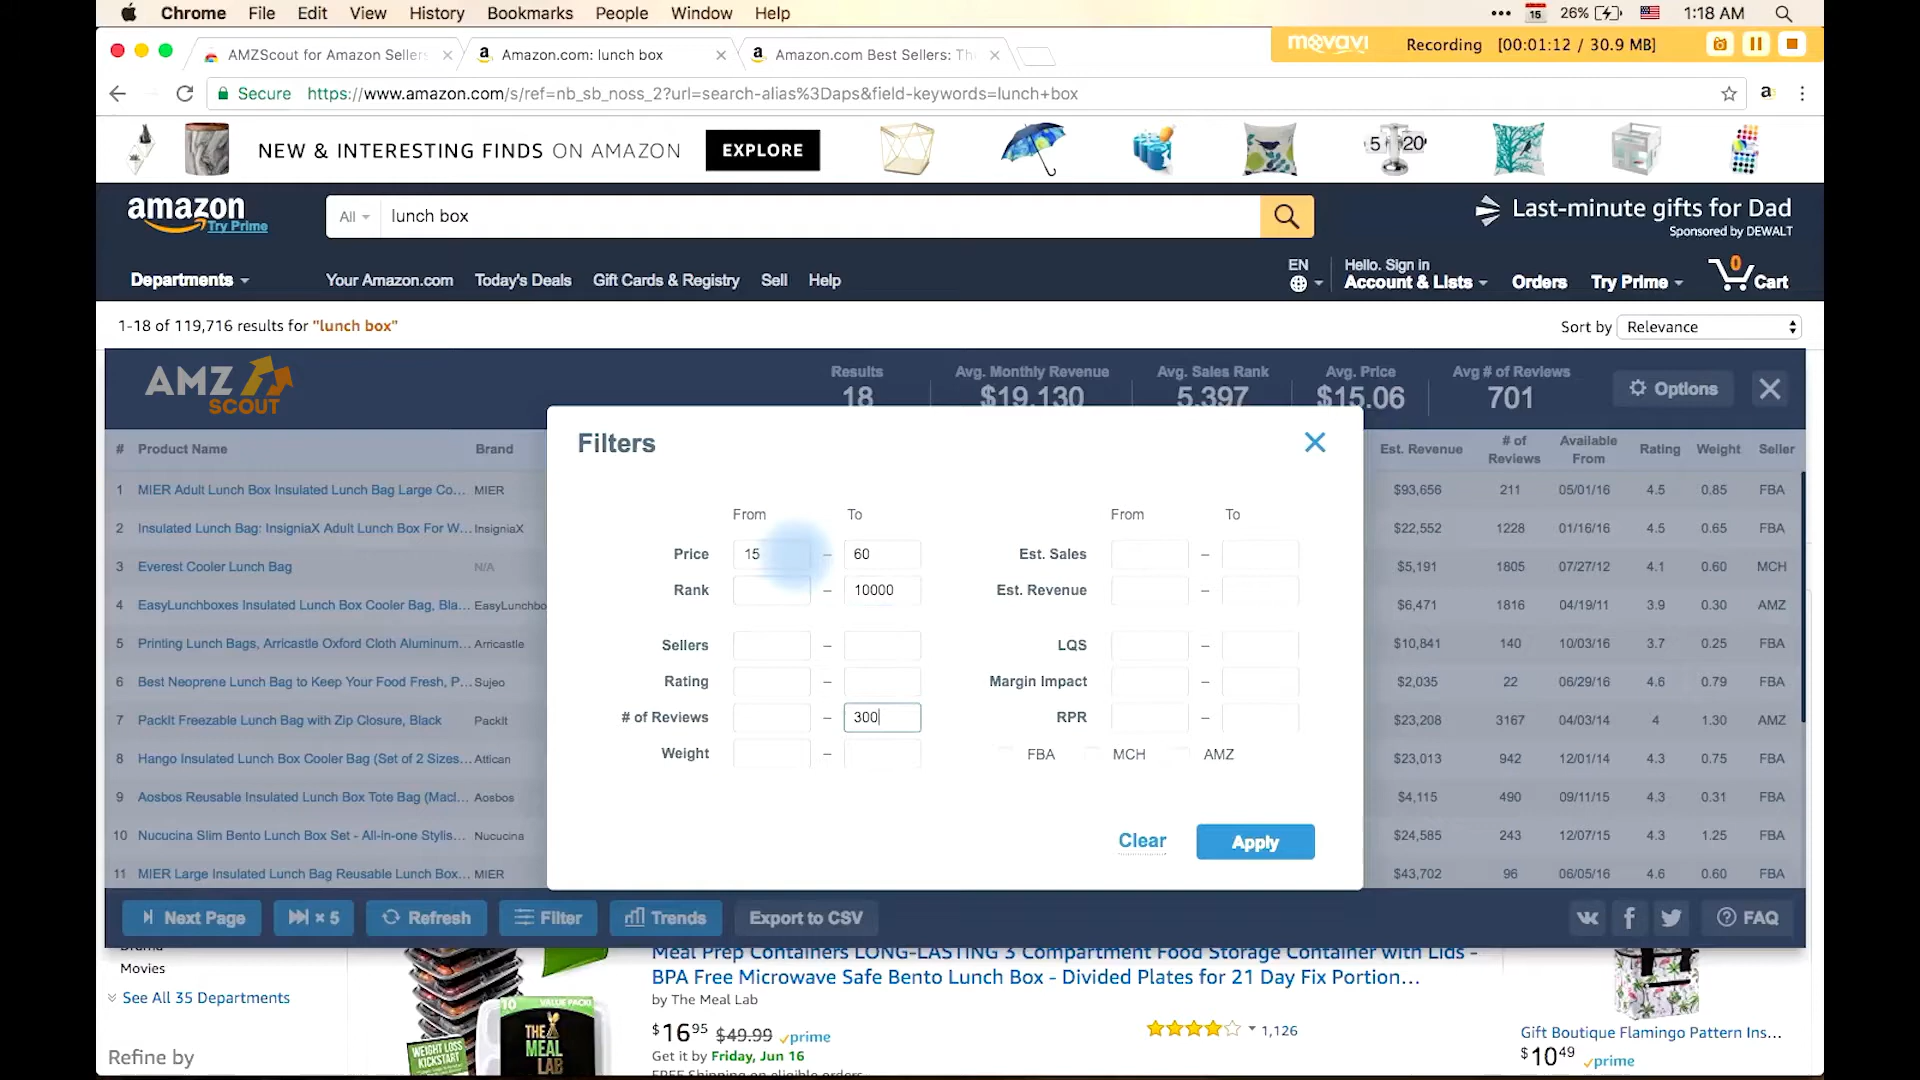 Chrome File Edit View History Bookmarks People Window Help
15 26% 1:18 AM
AMZScout for Amazon Sellers
Amazon.com: lunch box
Amazon.com Best Sellers: Th
movavi Recording [00:01:12 / 30.9 MB]
Secure https://www.amazon.com/s/ref=nb_sb_noss_2?url=search-alias%3Daps&field-keywords=lunch+box
NEW & INTERESTING FINDS ON AMAZON EXPLORE
5 20
amazon
Try Prime
All lunch box
Last-minute gifts for Dad
Sponsored by DEWALT
Departments
Your Amazon.com Today's Deals Gift Cards & Registry Sell Help
EN
Hello. Sign in
Account & Lists
Orders
Try Prime
0
Cart
1-18 of 119,716 results for "lunch box"
Sort by Relevance
AMZ
SCOUT
Results
18
Avg. Monthly Revenue
$19,130
Avg. Sales Rank
5,397
Avg. Price
$15.06
Avg # of Reviews
701
Options
# Product Name Brand
Est. Revenue # of Reviews Available From Rating Weight Seller
1 MIER Adult Lunch Box Insulated Lunch Bag Large Co... MIER
$93,656 211 05/01/16 4.5 0.85 FBA
2 Insulated Lunch Bag: InsigniaX Adult Lunch Box For W... InsigniaX
$22,552 1228 01/16/16 4.5 0.65 FBA
3 Everest Cooler Lunch Bag N/A
$5,191 1805 07/27/12 4.1 0.60 MCH
4 EasyLunchboxes Insulated Lunch Box Cooler Bag, Bla... EasyLunchbo
$6,471 1816 04/19/11 3.9 0.30 AMZ
5 Printing Lunch Bags, Arricastle Oxford Cloth Aluminum... Arricastle
$10,841 140 10/03/16 3.7 0.25 FBA
6 Best Neoprene Lunch Bag to Keep Your Food Fresh, P... Sujeo
$2,035 22 06/29/16 4.6 0.79 FBA
7 PackIt Freezable Lunch Bag with Zip Closure, Black PackIt
$23,208 3167 04/03/14 4 1.30 AMZ
8 Hango Insulated Lunch Box Cooler Bag (Set of 2 Sizes... Attican
$23,013 942 12/01/14 4.3 0.75 FBA
9 Aosbos Reusable Insulated Lunch Box Tote Bag (Macl... Aosbos
$4,115 490 09/11/15 4.3 0.31 FBA
10 Nucucina Slim Bento Lunch Box Set - All-in-one Stylis... Nucucina
$24,585 243 12/07/15 4.3 1.25 FBA
11 MIER Large Insulated Lunch Bag Reusable Lunch Box... MIER
$43,702 96 06/05/16 4.6 0.60 FBA
Filters
From To From To
Price 15 – 60 Est. Sales –
Rank – 10000 Est. Revenue –
Sellers – LQS –
Rating – Margin Impact –
# of Reviews – 300 RPR –
Weight – FBA MCH AMZ
Clear Apply
Next Page × 5 Refresh Filter Trends Export to CSV
FAQ
Drama
Movies
See All 35 Departments
Refine by
10 VALUE PACK!
THE
MEAL
LAB
WEIGHT LOSS
KICKSTART
Meal Prep Containers LONG-LASTING 3 Compartment Food Storage Container with Lids -
BPA Free Microwave Safe Bento Lunch Box - Divided Plates for 21 Day Fix Portion...
by The Meal Lab
$16 95 $49.99 prime
Get it by Friday, Jun 16
FREE Shipping on eligible orders
1,126
Gift Boutique Flamingo Pattern Ins...
$10 49 prime